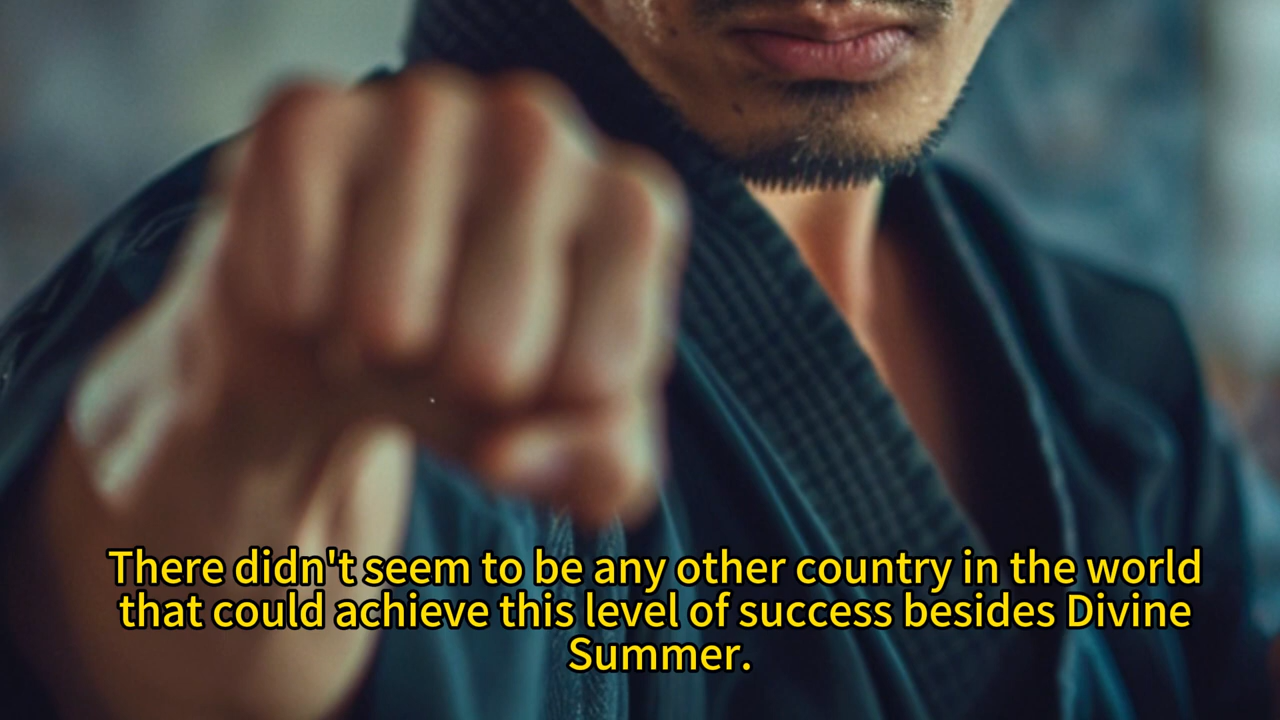 There didn't seem to be any other country in the world
that could achieve this level of success besides Divine
Summer.